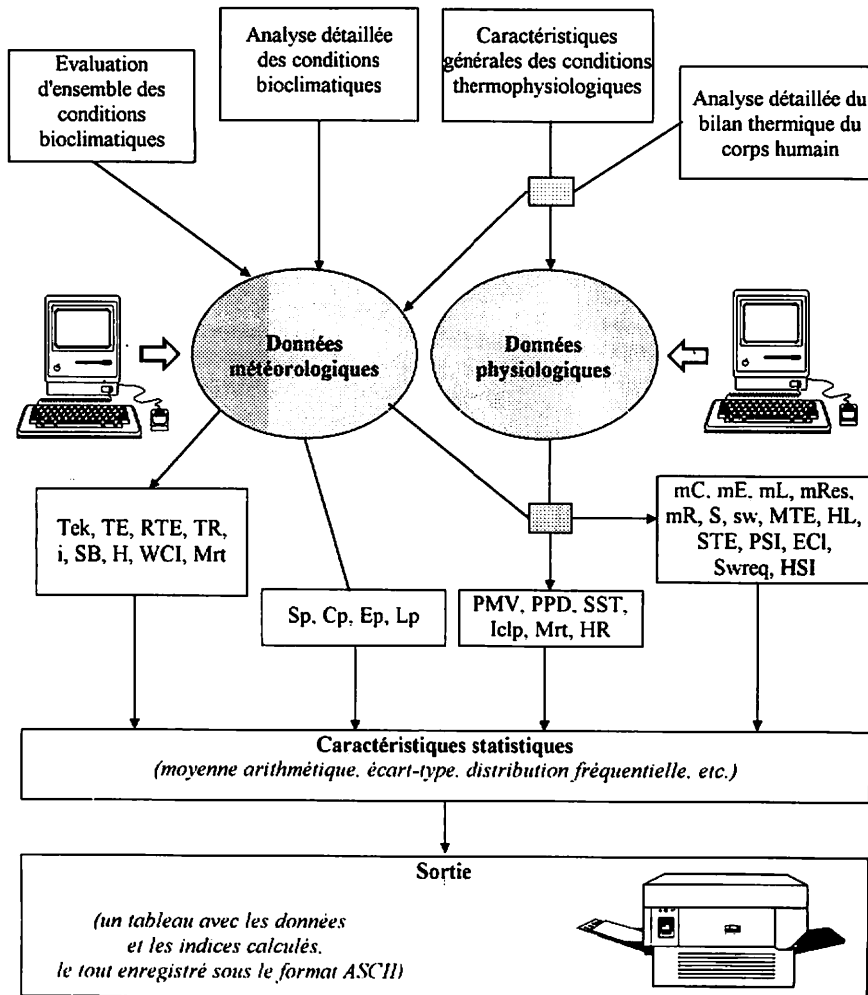 Evaluation
d'ensemble des
conditions
bioclimatiques
Analyse détaillée
des conditions
bioclimatiques
Caractéristiques
générales des conditions
thermophysiologiques
Analyse détaillée du
bilan thermique du
corps humain
Données
météorologiques
Données
physiologiques
Tek, TE, RTE, TR,
i, SB, H, WCI, Mrt
Sp, Cp, Ep, Lp
PMV, PPD, SST,
Iclp, Mrt, HR
mC, mE, mL, mRes,
mR, S, sw, MTE, HL,
STE, PSI, ECI,
Swreq, HSI
Caractéristiques statistiques
(moyenne arithmétique, écart-type, distribution fréquentielle, etc.)
Sortie
(un tableau avec les données
et les indices calculés,
le tout enregistré sous le format ASCII)